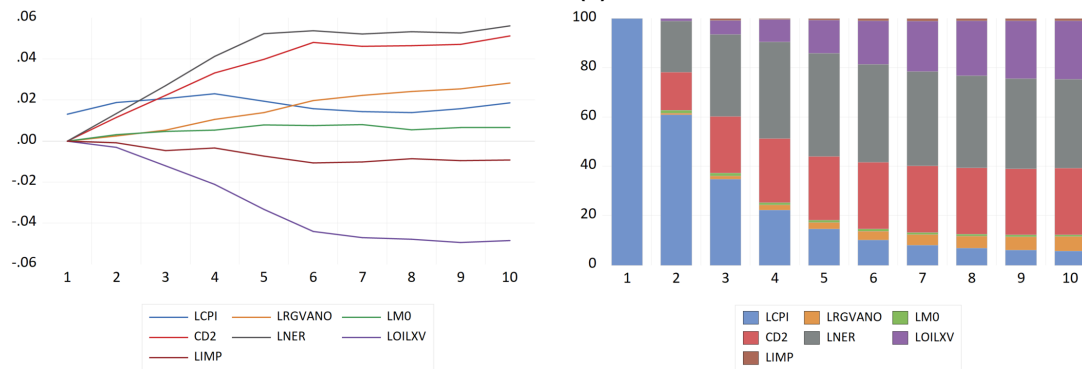 .06
.04
.02
.00
-.02
-.04
-.06
1 2 3 4 5 6 7 8 9 10
LCPI LRGVANO LM0
CD2 LNER LOILXV
LIMP
100
80
60
40
20
0
1 2 3 4 5 6 7 8 9 10
LCPI LRGVANO LM0
CD2 LNER LOILXV
LIMP